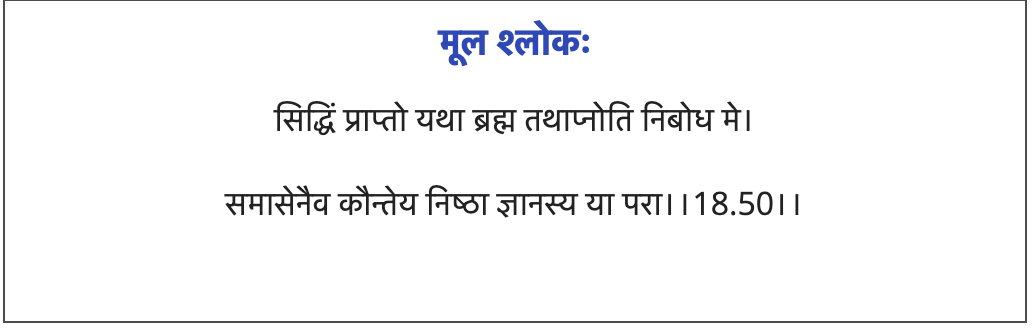 मूल श्लोकः
सिद्धिं प्राप्तो यथा ब्रह्म तथाप्नोति निबोध मे।
समासेनैव कौन्तेय निष्ठा ज्ञानस्य या परा।।18.50।।